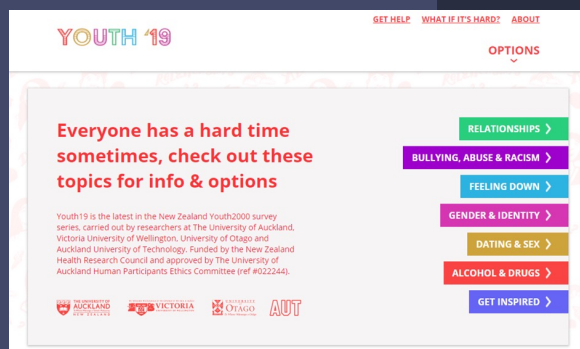 GET HELP WHAT IF IT'S HARD? ABOUT
YOUTH '19
OPTIONS
Everyone has a hard time
sometimes, check out these
topics for info & options
Youth19 is the latest in the New Zealand Youth2000 survey
series, carried out by researchers at The University of Auckland,
Victoria University of Wellington, University of Otago and
Auckland University of Technology. Funded by the New Zealand
Health Research Council and approved by The University of
Auckland Human Participants Ethics Committee (ref #022244).
THE UNIVERSITY OF
AUCKLAND
NEW ZEALAND
VICTORIA
UNIVERSITY
OTAGO
AUT
RELATIONSHIPS
BULLYING, ABUSE & RACISM
FEELING DOWN
GENDER & IDENTITY
DATING & SEX
ALCOHOL & DRUGS
GET INSPIRED